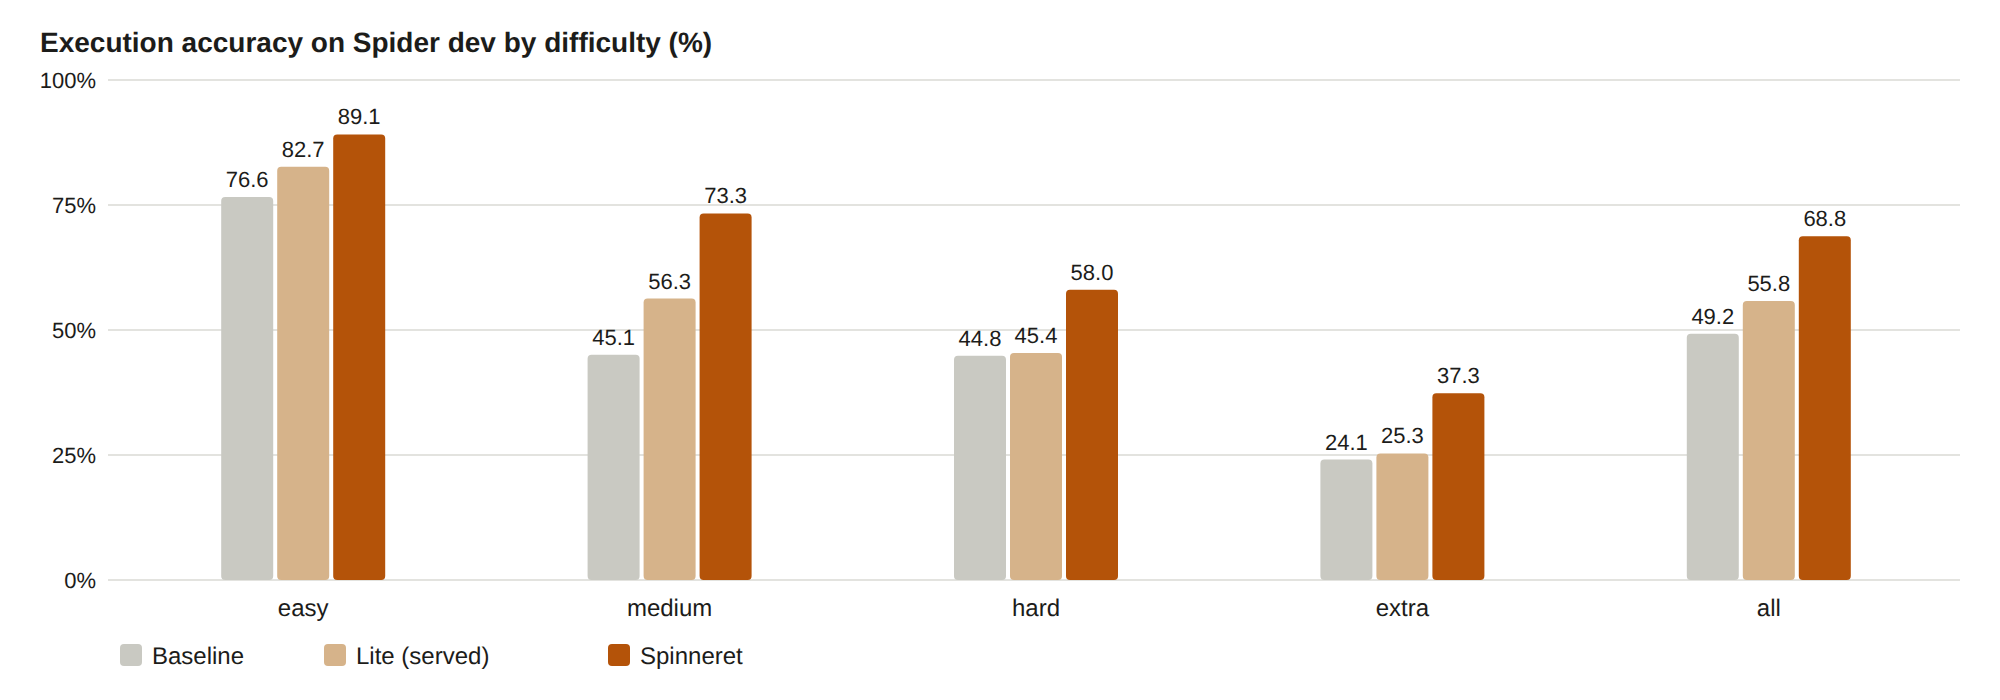 Execution accuracy on Spider dev by difficulty (%)
100%
75%
50%
25%
0%
76.6 82.7 89.1
45.1 56.3 73.3
44.8 45.4 58.0
24.1 25.3 37.3
49.2 55.8 68.8
easy medium hard extra all
Baseline Lite (served) Spinneret